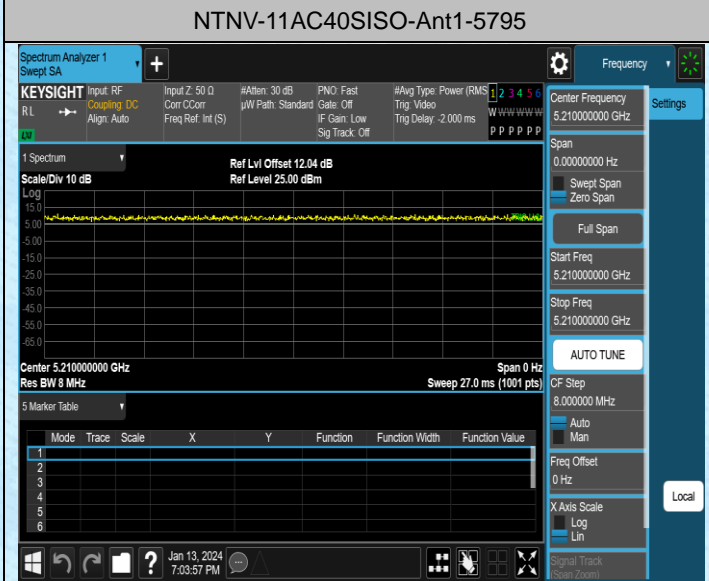 NTNV-11AC40SISO-Ant1-5795
Spectrum Analyzer 1
Swept SA
Frequency
KEYSIGHT
RL
LXI
Input: RF
Coupling: DC
Align: Auto
Input Z: 50 Ω
Corr CCorr
Freq Ref: Int (S)
#Atten: 30 dB
µW Path: Standard
PNO: Fast
Gate: Off
IF Gain: Low
Sig Track: Off
#Avg Type: Power (RMS
Trig: Video
Trig Delay: -2.000 ms
1 2 3 4 5 6
W W W W W W
P P P P P P
Center Frequency
5.210000000 GHz
Settings
Span
0.00000000 Hz
Swept Span
Zero Span
Full Span
Start Freq
5.210000000 GHz
Stop Freq
5.210000000 GHz
AUTO TUNE
CF Step
8.000000 MHz
Auto
Man
Freq Offset
0 Hz
X Axis Scale
Log
Lin
Signal Track
(Span Zoom)
Local
1 Spectrum
Scale/Div 10 dB
Ref Lvl Offset 12.04 dB
Ref Level 25.00 dBm
Log
15.0
5.00
-5.00
-15.0
-25.0
-35.0
-45.0
-55.0
-65.0
Center 5.210000000 GHz
Span 0 Hz
Res BW 8 MHz
Sweep 27.0 ms (1001 pts)
5 Marker Table
Mode Trace Scale X Y Function Function Width Function Value
1
2
3
4
5
6
?
Jan 13, 2024
7:03:57 PM